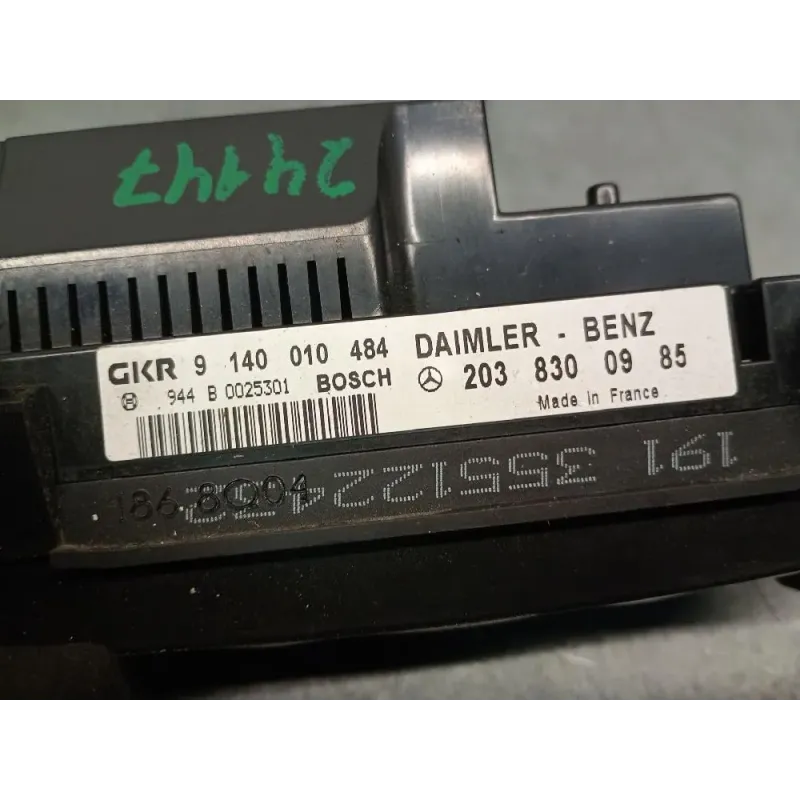 24147
GKR 9 140 010 484 DAIMLER - BENZ
944 B 0025301 BOSCH 203 830 09 85
Made in France
191 3551224